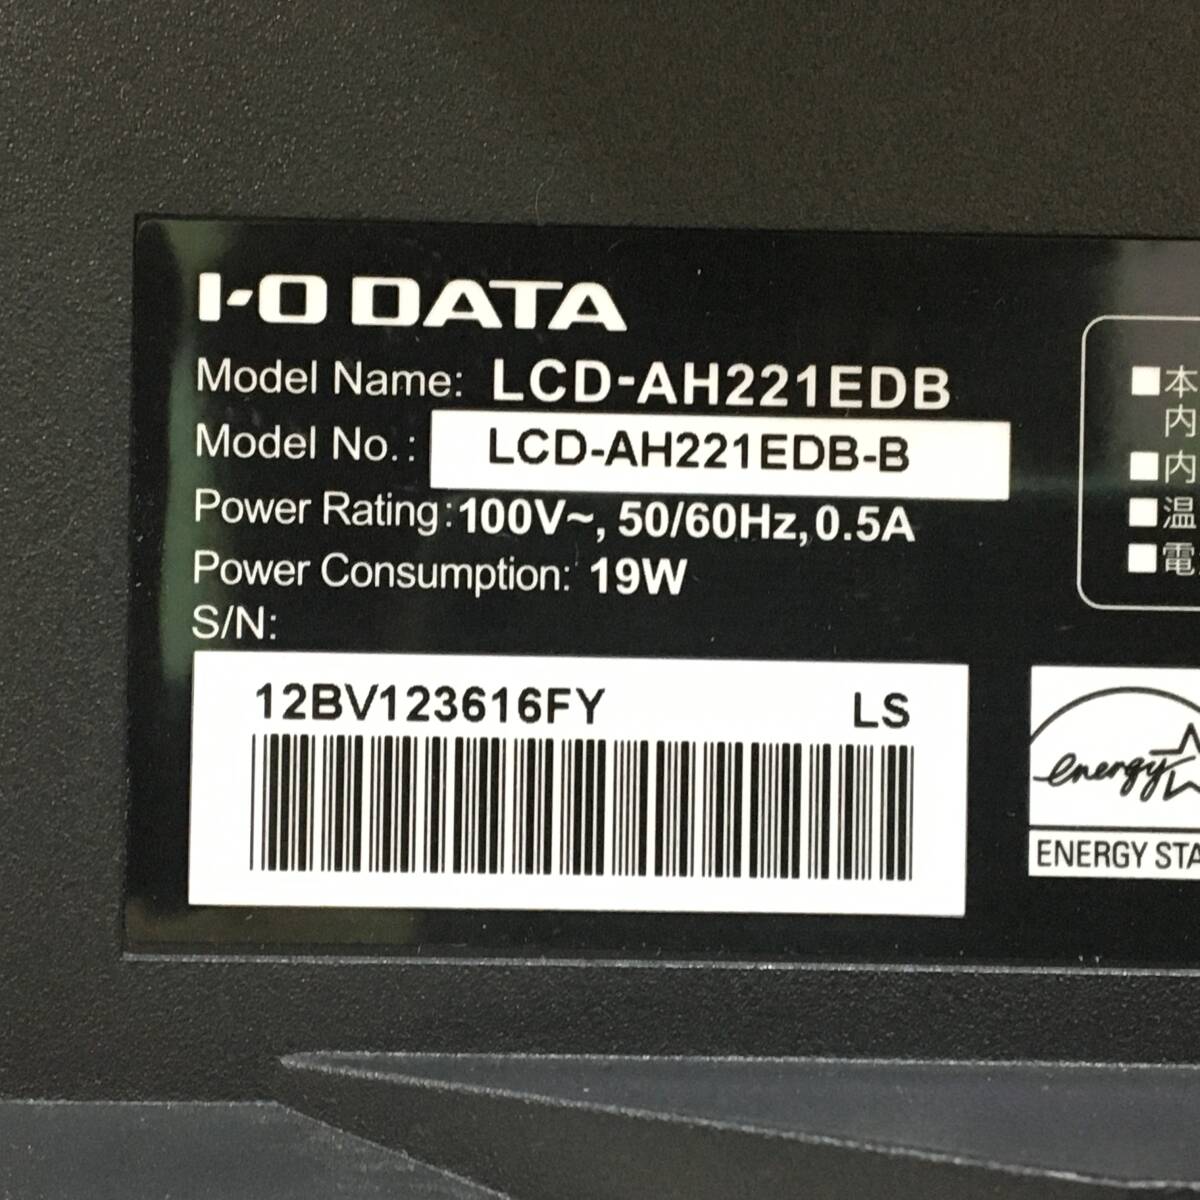 I-O DATA
Model Name: LCD-AH221EDB
Model No.: LCD-AH221EDB-B
Power Rating:100V~, 50/60Hz,0.5A
Power Consumption: 19W
S/N:
12BV123616FY LS
■本
内
■内
■温
■電
energy
ENERGY STA